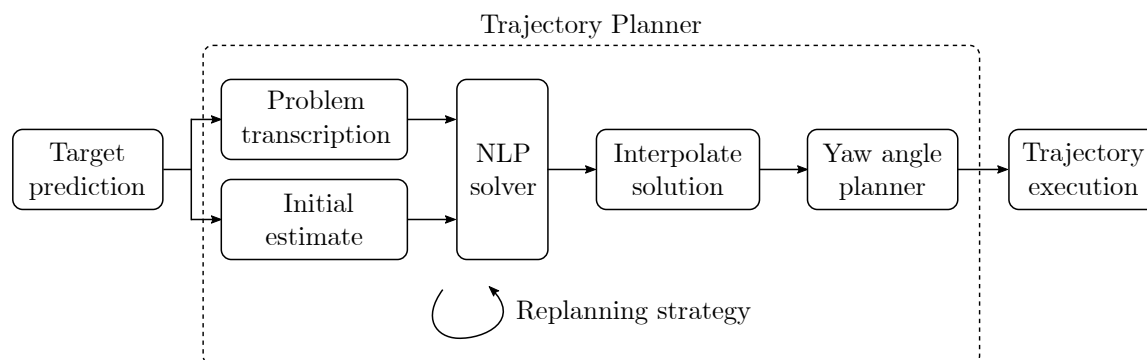 Trajectory Planner
Target
prediction
Problem
transcription
Initial
estimate
NLP
solver
Interpolate
solution
Yaw angle
planner
Trajectory
execution
Replanning strategy